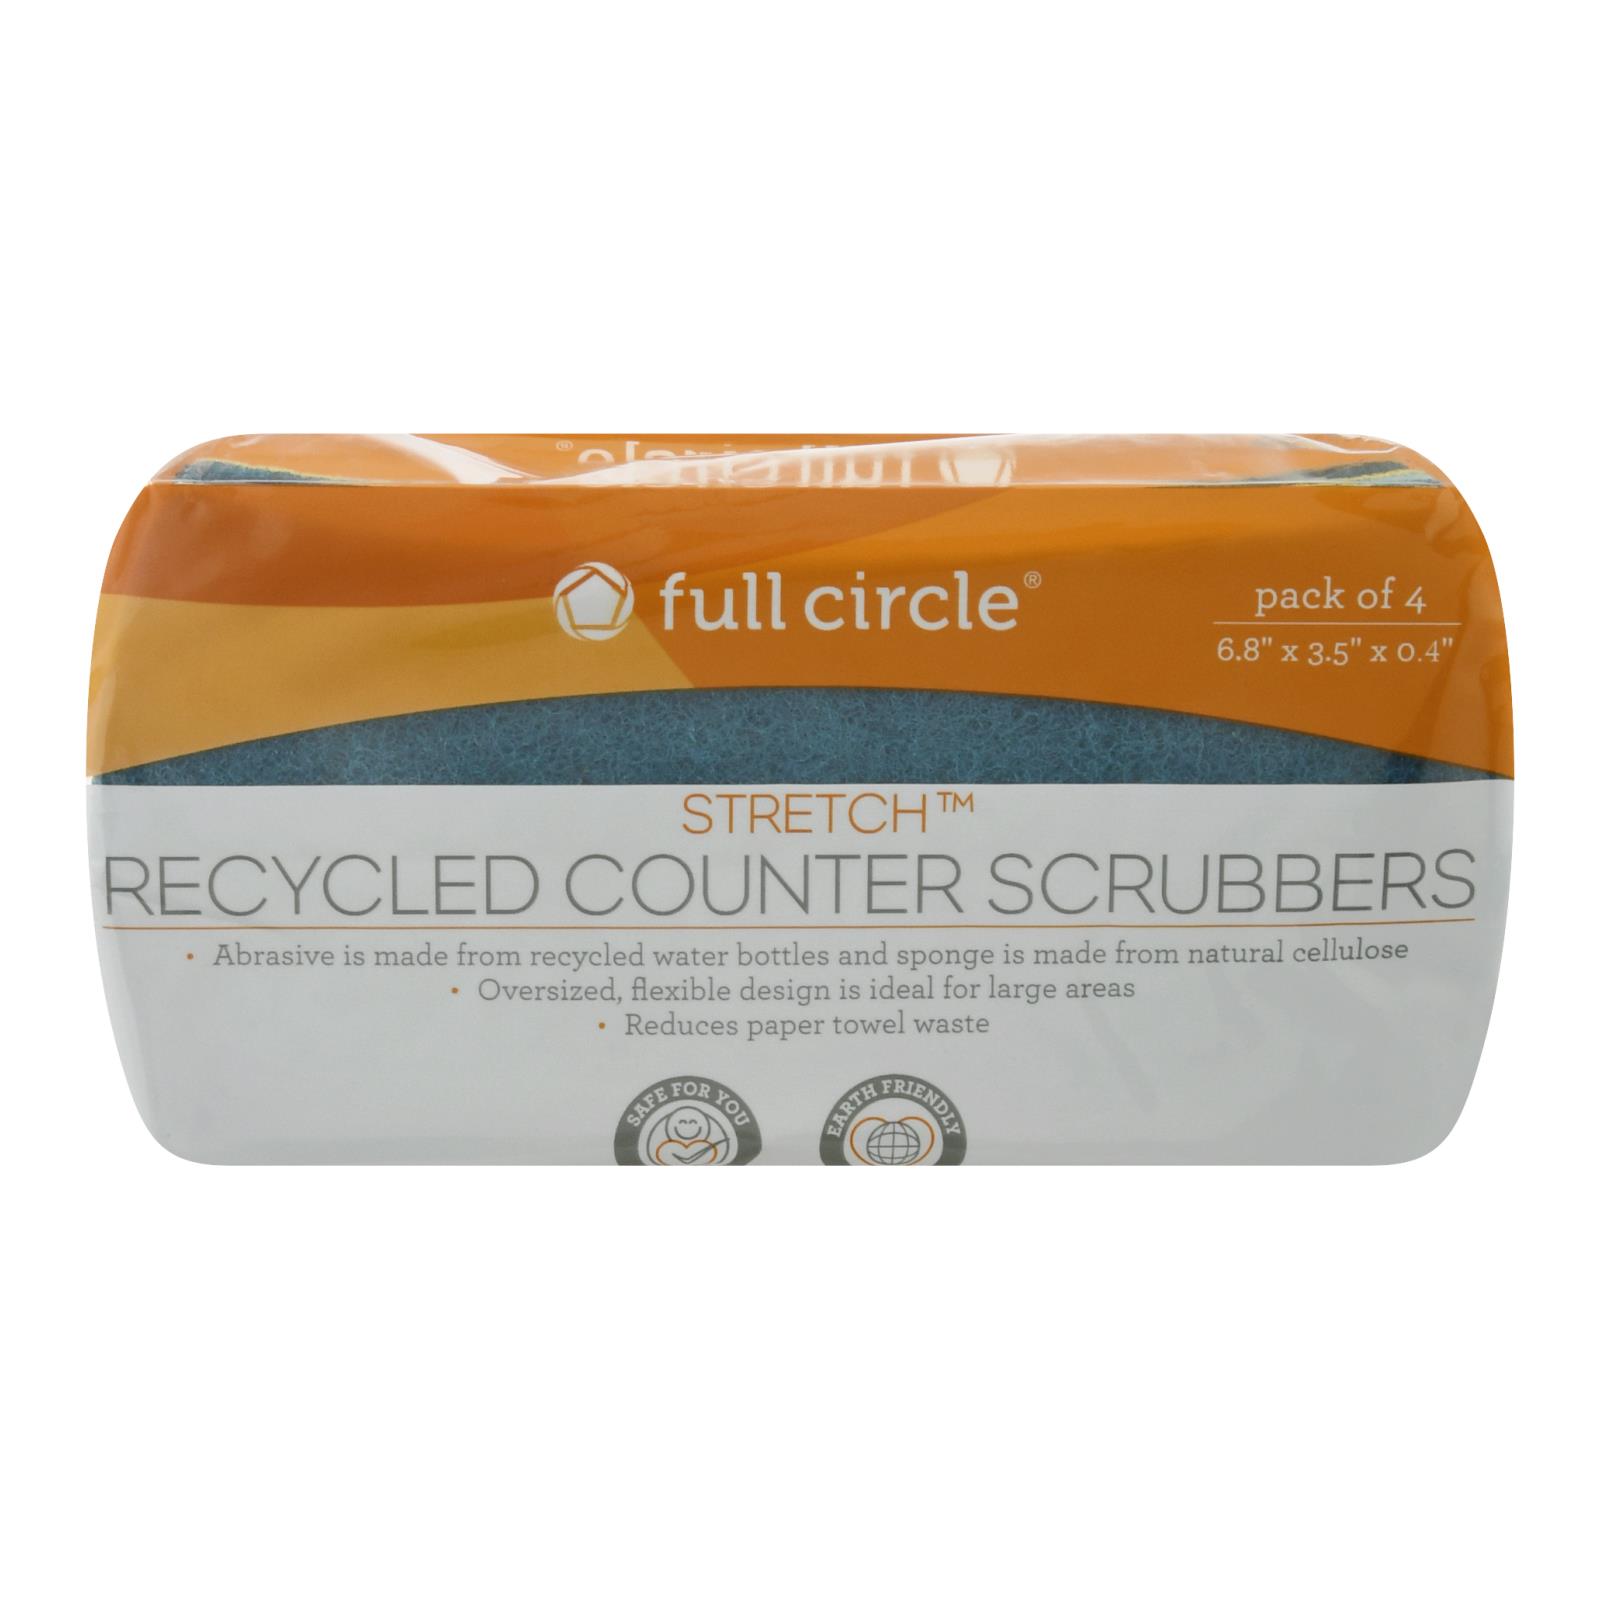 full circle®
full circle®
pack of 4
6.8" x 3.5" x 0.4"
STRETCH™
RECYCLED COUNTER SCRUBBERS
• Abrasive is made from recycled water bottles and sponge is made from natural cellulose
• Oversized, flexible design is ideal for large areas
• Reduces paper towel waste
SAFE FOR YOU
EARTH FRIENDLY